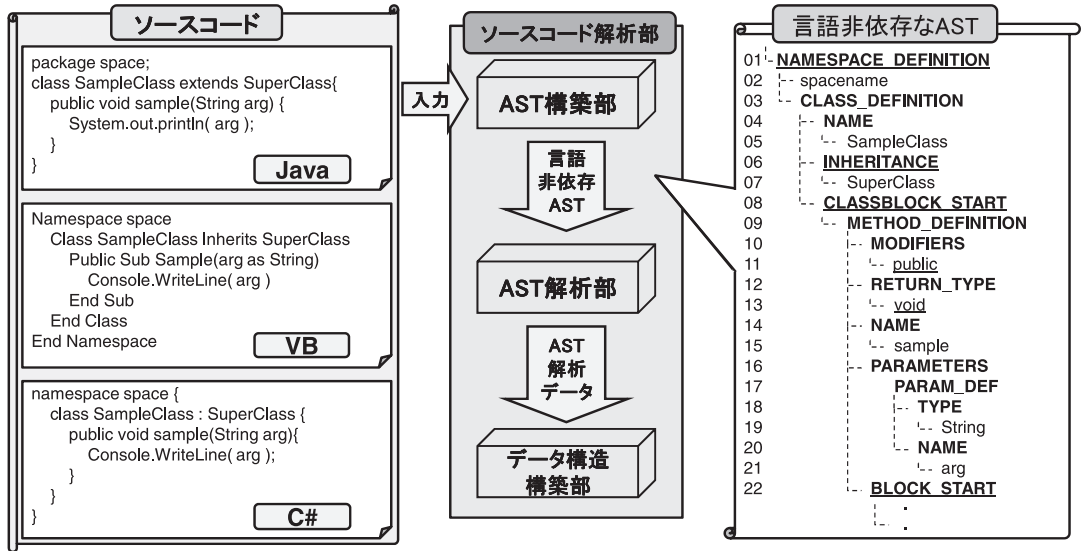 ソースコード
package space;
class SampleClass extends SuperClass{
public void sample(String arg) {
System.out.println( arg );
}
}
Java
Namespace space
Class SampleClass Inherits SuperClass
Public Sub Sample(arg as String)
Console.WriteLine( arg )
End Sub
End Class
End Namespace
VB
namespace space {
class SampleClass : SuperClass {
public void sample(String arg){
Console.WriteLine( arg );
}
}
}
C#
入力
ソースコード解析部
AST構築部
言語
非依存
AST
AST解析部
AST
解析
データ
データ構造
構築部
言語非依存なAST
01 NAMESPACE_DEFINITION
02 spacename
03 CLASS_DEFINITION
04 NAME
05 SampleClass
06 INHERITANCE
07 SuperClass
08 CLASSBLOCK_START
09 METHOD_DEFINITION
10 MODIFIERS
11 public
12 RETURN_TYPE
13 void
14 NAME
15 sample
16 PARAMETERS
17 PARAM_DEF
18 TYPE
19 String
20 NAME
21 arg
22 BLOCK_START
.
.